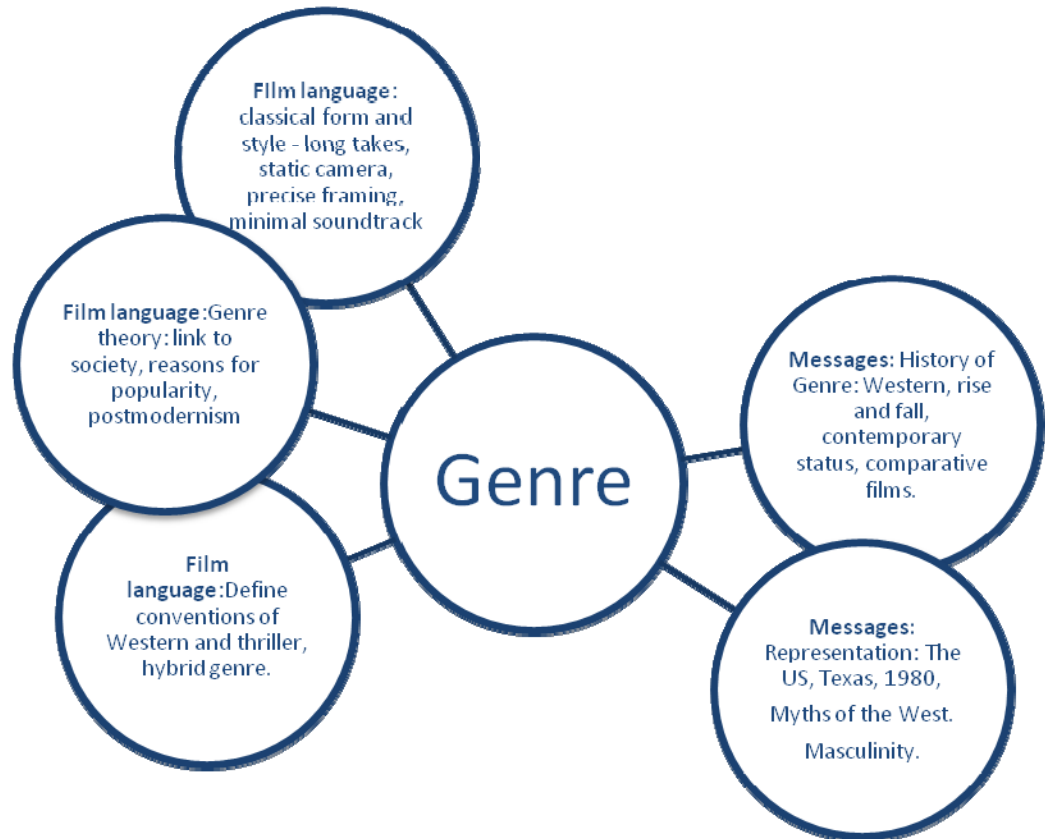 FIlm language:
classical form and
style - long takes,
static camera,
precise framing,
minimal soundtrack
Film language:Genre
theory: link to
society, reasons for
popularity,
postmodernism
Film
language:Define
conventions of
Western and thriller,
hybrid genre.
Genre
Messages: History of
Genre: Western, rise
and fall,
contemporary
status, comparative
films.
Messages:
Representation: The
US, Texas, 1980,
Myths of the West.
Masculinity.